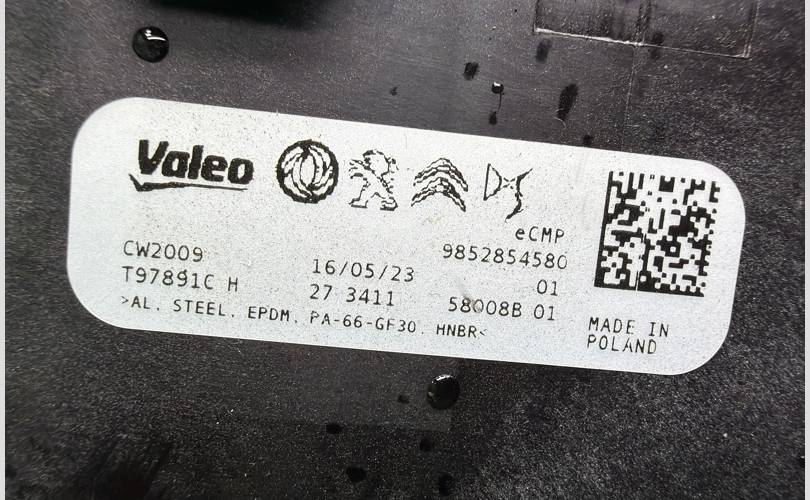 Valeo
DS
eCMP
CW2009 16/05/23 9852854580
T97891C H 27 3411 01
58008B 01
>AL. STEEL. EPDM. PA-66-GF30. HNBR<
MADE IN
POLAND